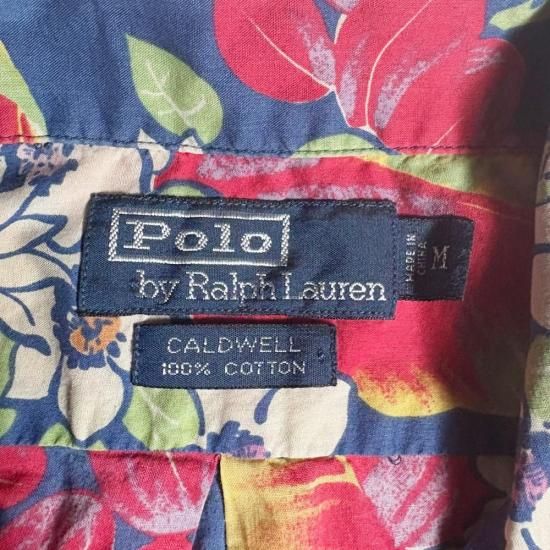 Polo
by Ralph Lauren
MADE IN
CHINA
M
CALDWELL
100% COTTON